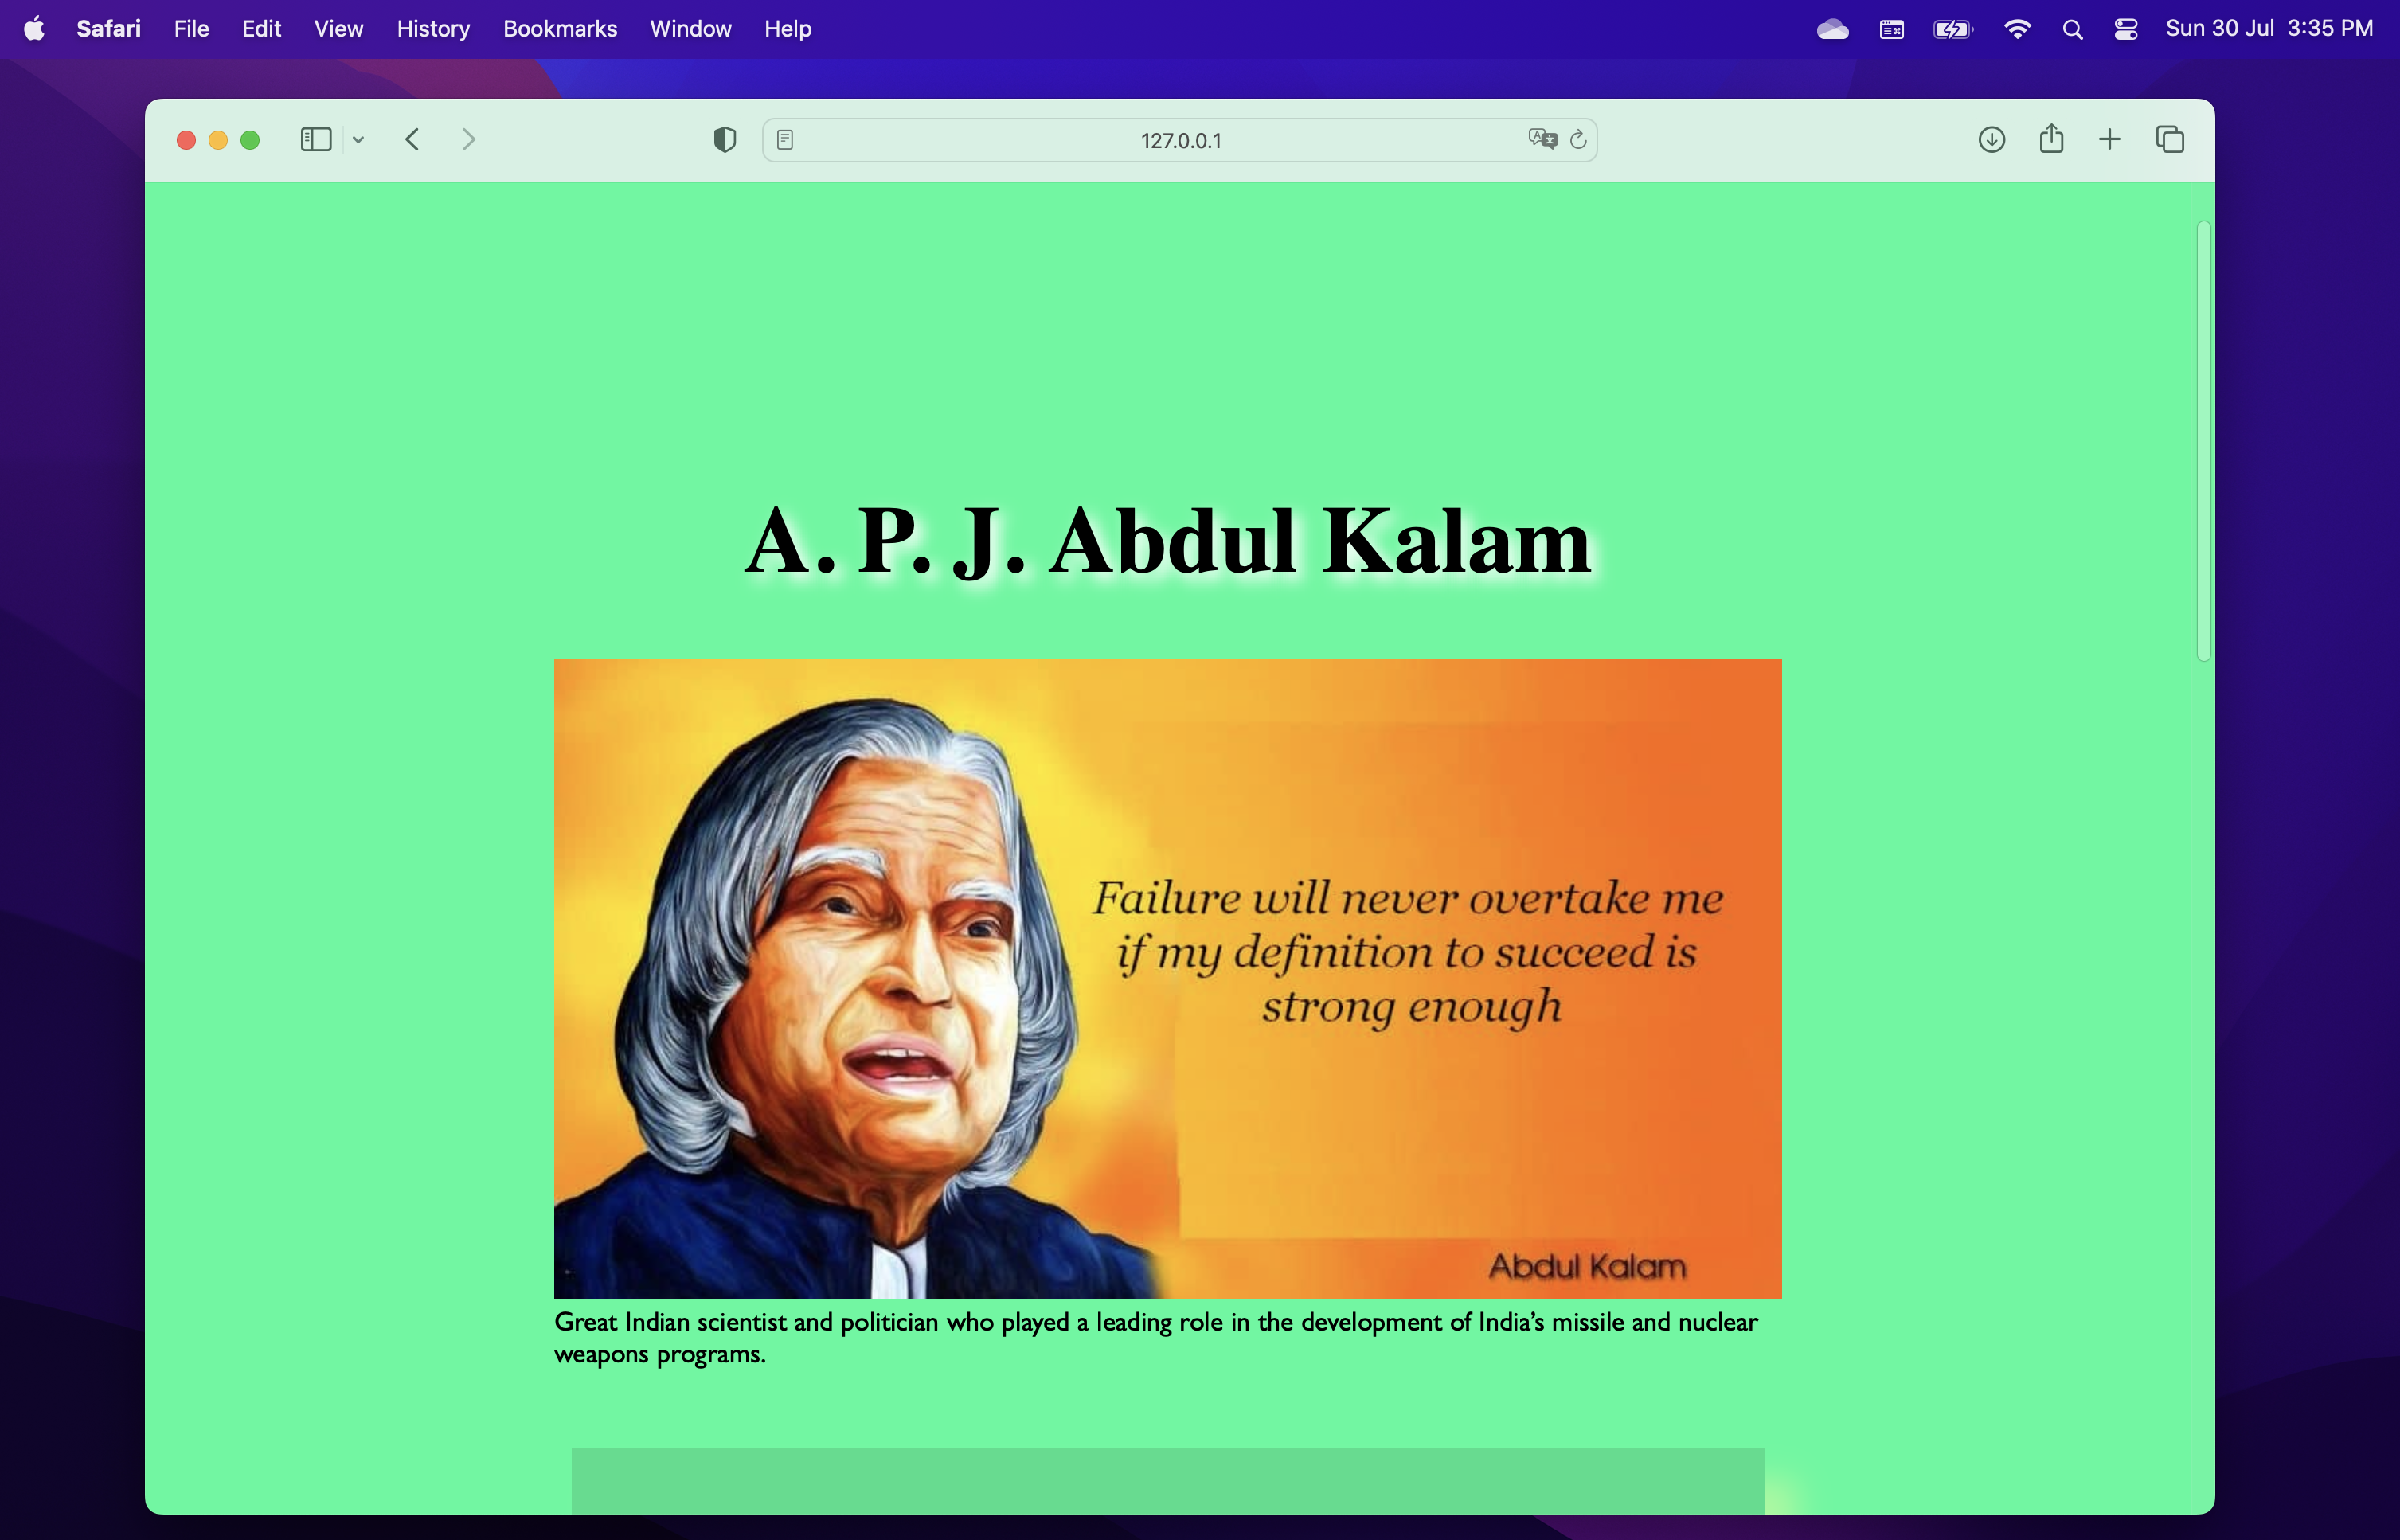 Safari File Edit View History Bookmarks Window Help Sun 30 Jul 3:35 PM
127.0.0.1
A. P. J. Abdul Kalam
Failure will never overtake me
if my definition to succeed is
strong enough
Abdul Kalam
Great Indian scientist and politician who played a leading role in the development of India’s missile and nuclear
weapons programs.